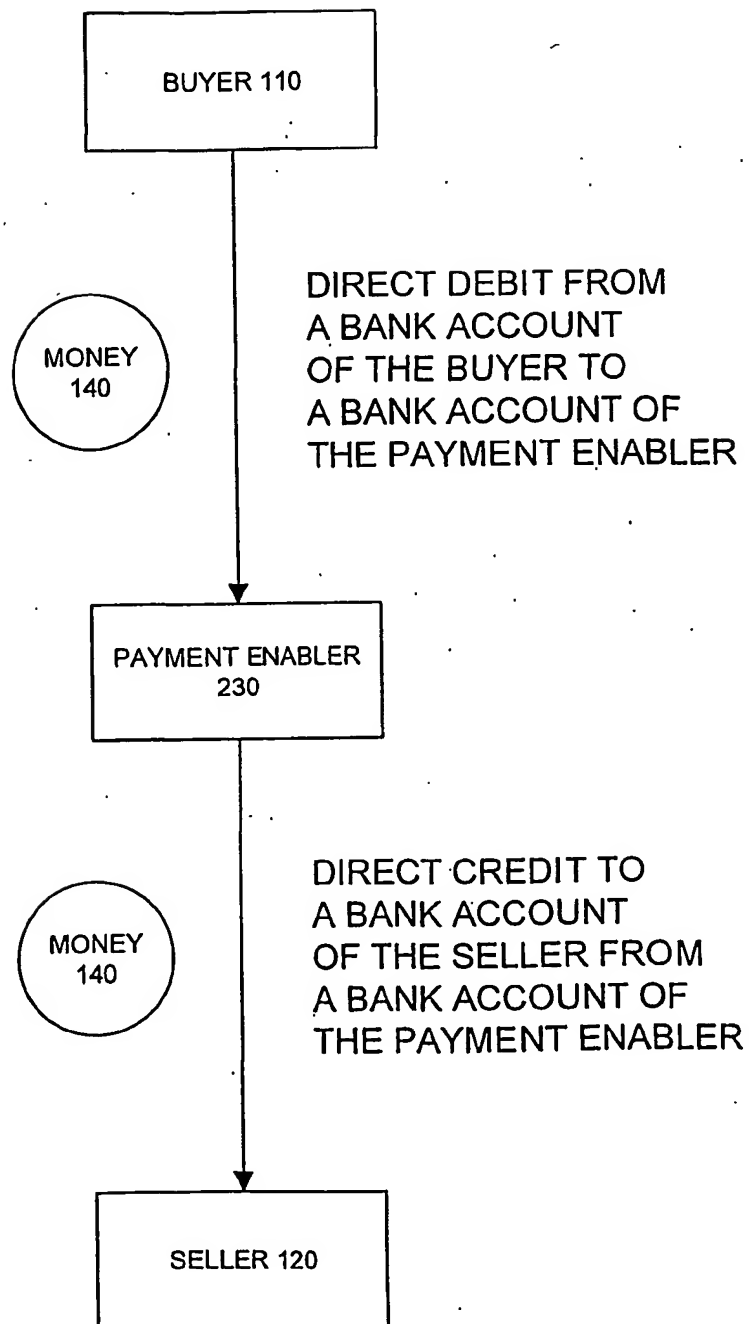 BUYER 110
MONEY
140
DIRECT DEBIT FROM
A BANK ACCOUNT
OF THE BUYER TO
A BANK ACCOUNT OF
THE PAYMENT ENABLER
PAYMENT ENABLER
230
MONEY
140
DIRECT CREDIT TO
A BANK ACCOUNT
OF THE SELLER FROM
A BANK ACCOUNT OF
THE PAYMENT ENABLER
SELLER 120